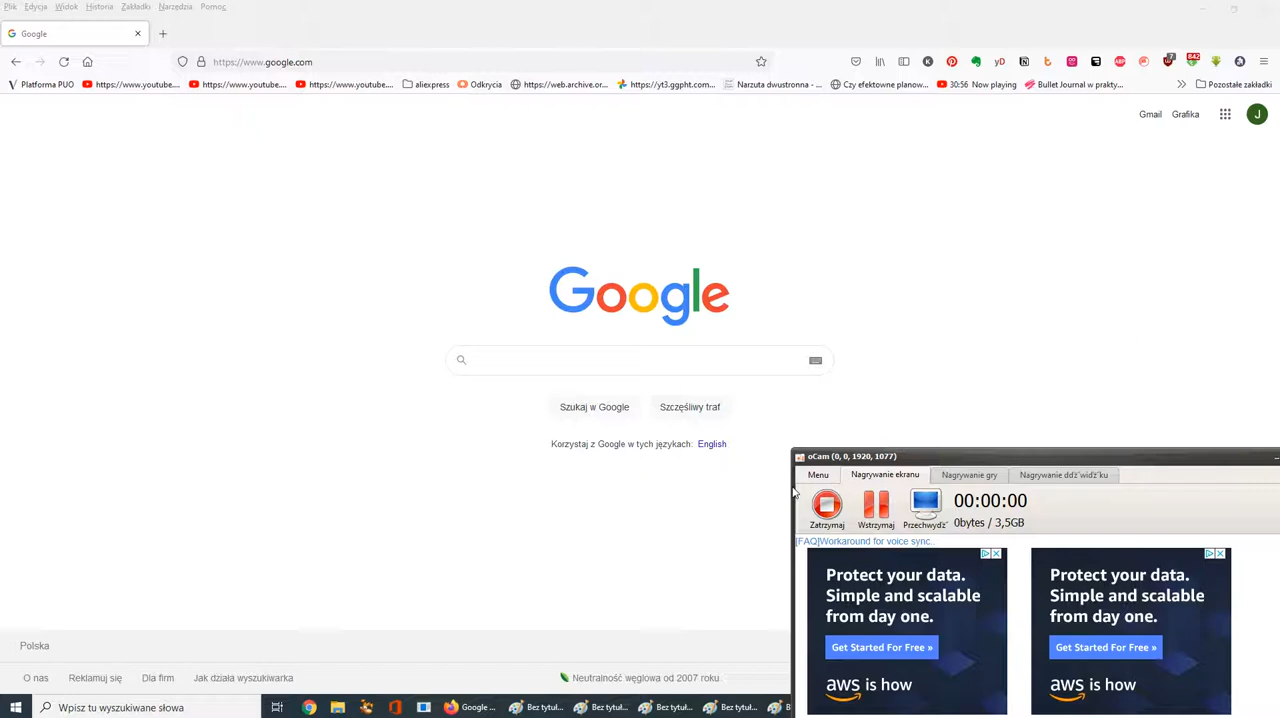 Plik Edycja Widok Historia Zakładki Narzędzia Pomoc
Google
https://www.google.com
7
842
Platforma PUO https://www.youtube.... https://www.youtube.... https://www.youtube.... aliexpress Odkrycia https://web.archive.or... https://yt3.ggpht.com... Narzuta dwustronna - ... Czy efektowne planow... 30:56 Now playing Bullet Journal w prakty... Pozostałe zakładki
Gmail Grafika J
Google
Szukaj w Google Szczęśliwy traf
Korzystaj z Google w tych językach: English
oCam (0, 0, 1920, 1077)
Menu Nagrywanie ekranu Nagrywanie gry Nagrywanie ddź˘widź˘ku
Zatrzymaj Wstrzymaj Przechwydź˘ 00:00:00
0bytes / 3,5GB
[FAQ]Workaround for voice sync..
Protect your data.
Simple and scalable
from day one.
Get Started For Free »
aws is how
Protect your data.
Simple and scalable
from day one.
Get Started For Free »
aws is how
Polska
O nas Reklamuj się Dla firm Jak działa wyszukiwarka Neutralność węglowa od 2007 roku
Wpisz tu wyszukiwane słowa Google ... Bez tytuł... Bez tytuł... Bez tytuł... Bez tytuł... B